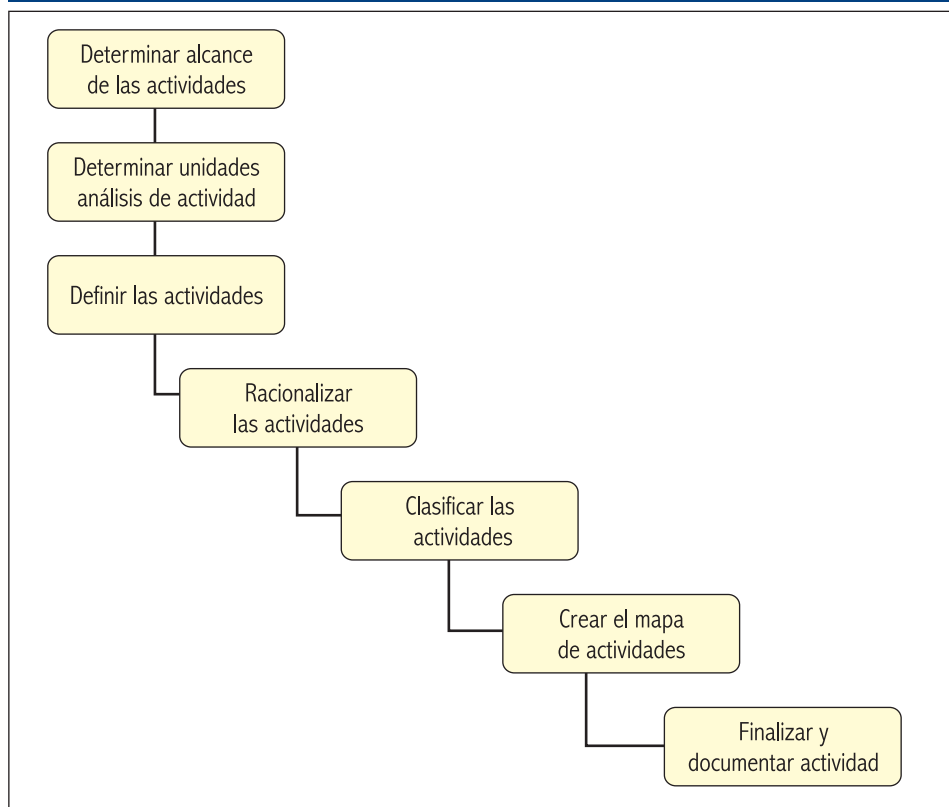 Determinar alcance
de las actividades
Determinar unidades
análisis de actividad
Definir las actividades
Racionalizar
las actividades
Clasificar las
actividades
Crear el mapa
de actividades
Finalizar y
documentar actividad